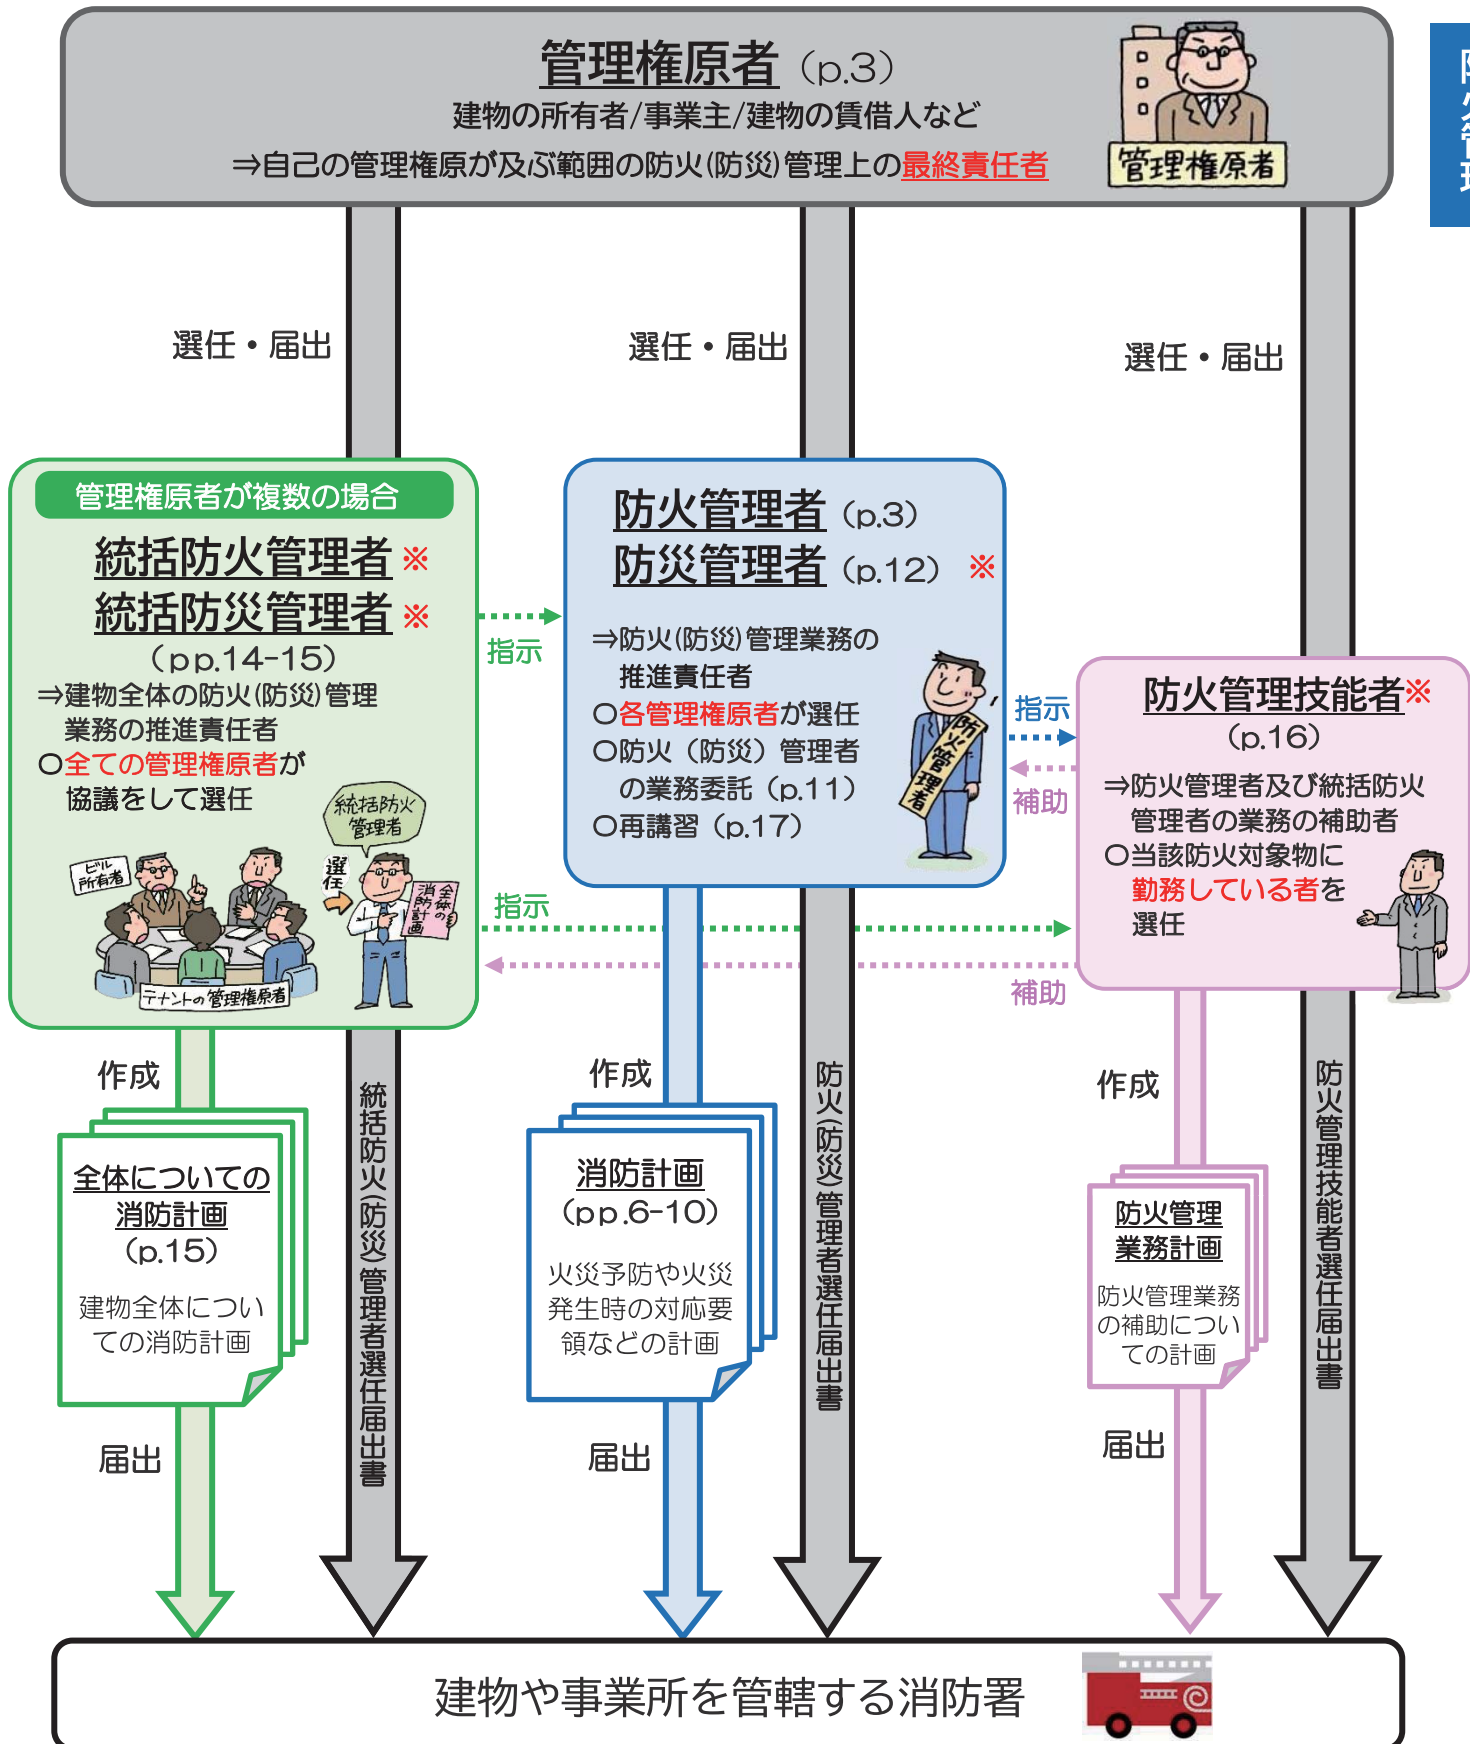 管理権原者（p.3）
建物の所有者/事業主/建物の賃借人など
⇒自己の管理権原が及ぶ範囲の防火(防災)管理上の最終責任者
管理権原者
防火管理
選任・届出
選任・届出
選任・届出
管理権原者が複数の場合
統括防火管理者※
統括防災管理者※
（pp.14-15）
⇒建物全体の防火(防災)管理
業務の推進責任者
○全ての管理権原者が
協議をして選任
統括防火
管理者
ビル
所有者
選任
全体の
消防計画
テナントの管理権原者
指示
防火管理者（p.3）
防災管理者（p.12）※
⇒防火(防災)管理業務の
推進責任者
○各管理権原者が選任
○防火（防災）管理者
の業務委託（p.11）
○再講習（p.17）
防火管理者
指示
補助
指示
補助
防火管理技能者※
（p.16）
⇒防火管理者及び統括防火
管理者の業務の補助者
○当該防火対象物に
勤務している者を
選任
作成
全体についての
消防計画
（p.15）
建物全体につい
ての消防計画
届出
統括防火(防災)管理者選任届出書
作成
消防計画
（pp.6-10）
火災予防や火災
発生時の対応要
領などの計画
届出
防火(防災)管理者選任届出書
作成
防火管理
業務計画
防火管理業務
の補助につい
ての計画
届出
防火管理技能者選任届出書
建物や事業所を管轄する消防署